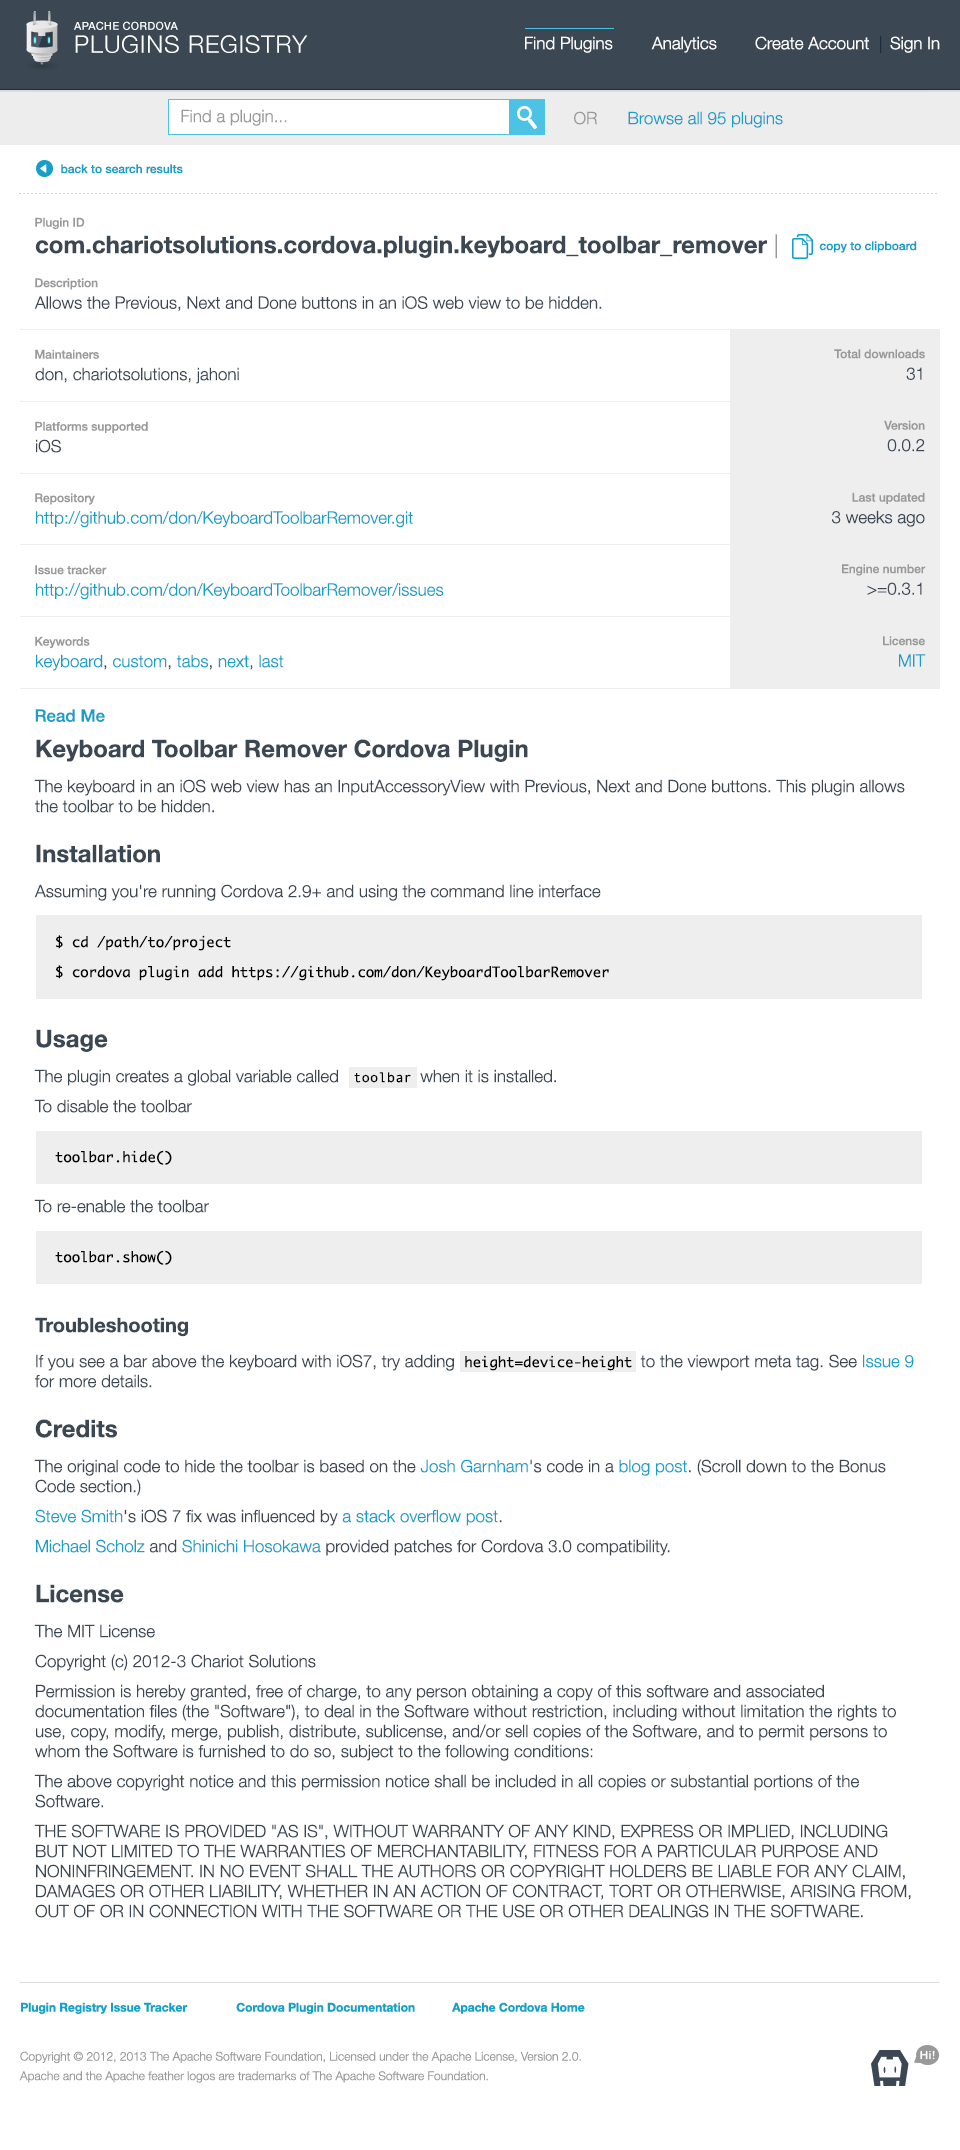 APACHE CORDOVA
PLUGINS REGISTRY
Find Plugins
Analytics
Create Account
Sign In
Find a plugin...
OR
Browse all 95 plugins
back to search results
Plugin ID
com.chariotsolutions.cordova.plugin.keyboard_toolbar_remover
copy to clipboard
Description
Allows the Previous, Next and Done buttons in an iOS web view to be hidden.
Maintainers
don, chariotsolutions, jahoni
Total downloads
31
Platforms supported
iOS
Version
0.0.2
Repository
http://github.com/don/KeyboardToolbarRemover.git
Last updated
3 weeks ago
Issue tracker
http://github.com/don/KeyboardToolbarRemover/issues
Engine number
>=0.3.1
Keywords
keyboard, custom, tabs, next, last
License
MIT
Read Me
Keyboard Toolbar Remover Cordova Plugin
The keyboard in an iOS web view has an InputAccessoryView with Previous, Next and Done buttons. This plugin allows
the toolbar to be hidden.
Installation
Assuming you're running Cordova 2.9+ and using the command line interface
$ cd /path/to/project
$ cordova plugin add https://github.com/don/KeyboardToolbarRemover
Usage
The plugin creates a global variable called toolbar when it is installed.
To disable the toolbar
toolbar.hide()
To re-enable the toolbar
toolbar.show()
Troubleshooting
If you see a bar above the keyboard with iOS7, try adding height=device-height to the viewport meta tag. See Issue 9
for more details.
Credits
The original code to hide the toolbar is based on the Josh Garnham's code in a blog post. (Scroll down to the Bonus
Code section.)
Steve Smith's iOS 7 fix was influenced by a stack overflow post.
Michael Scholz and Shinichi Hosokawa provided patches for Cordova 3.0 compatibility.
License
The MIT License
Copyright (c) 2012-3 Chariot Solutions
Permission is hereby granted, free of charge, to any person obtaining a copy of this software and associated
documentation files (the "Software"), to deal in the Software without restriction, including without limitation the rights to
use, copy, modify, merge, publish, distribute, sublicense, and/or sell copies of the Software, and to permit persons to
whom the Software is furnished to do so, subject to the following conditions:
The above copyright notice and this permission notice shall be included in all copies or substantial portions of the
Software.
THE SOFTWARE IS PROVIDED "AS IS", WITHOUT WARRANTY OF ANY KIND, EXPRESS OR IMPLIED, INCLUDING
BUT NOT LIMITED TO THE WARRANTIES OF MERCHANTABILITY, FITNESS FOR A PARTICULAR PURPOSE AND
NONINFRINGEMENT. IN NO EVENT SHALL THE AUTHORS OR COPYRIGHT HOLDERS BE LIABLE FOR ANY CLAIM,
DAMAGES OR OTHER LIABILITY, WHETHER IN AN ACTION OF CONTRACT, TORT OR OTHERWISE, ARISING FROM,
OUT OF OR IN CONNECTION WITH THE SOFTWARE OR THE USE OR OTHER DEALINGS IN THE SOFTWARE.
Plugin Registry Issue Tracker
Cordova Plugin Documentation
Apache Cordova Home
Copyright © 2012, 2013 The Apache Software Foundation, Licensed under the Apache License, Version 2.0.
Apache and the Apache feather logos are trademarks of The Apache Software Foundation.
Hi!